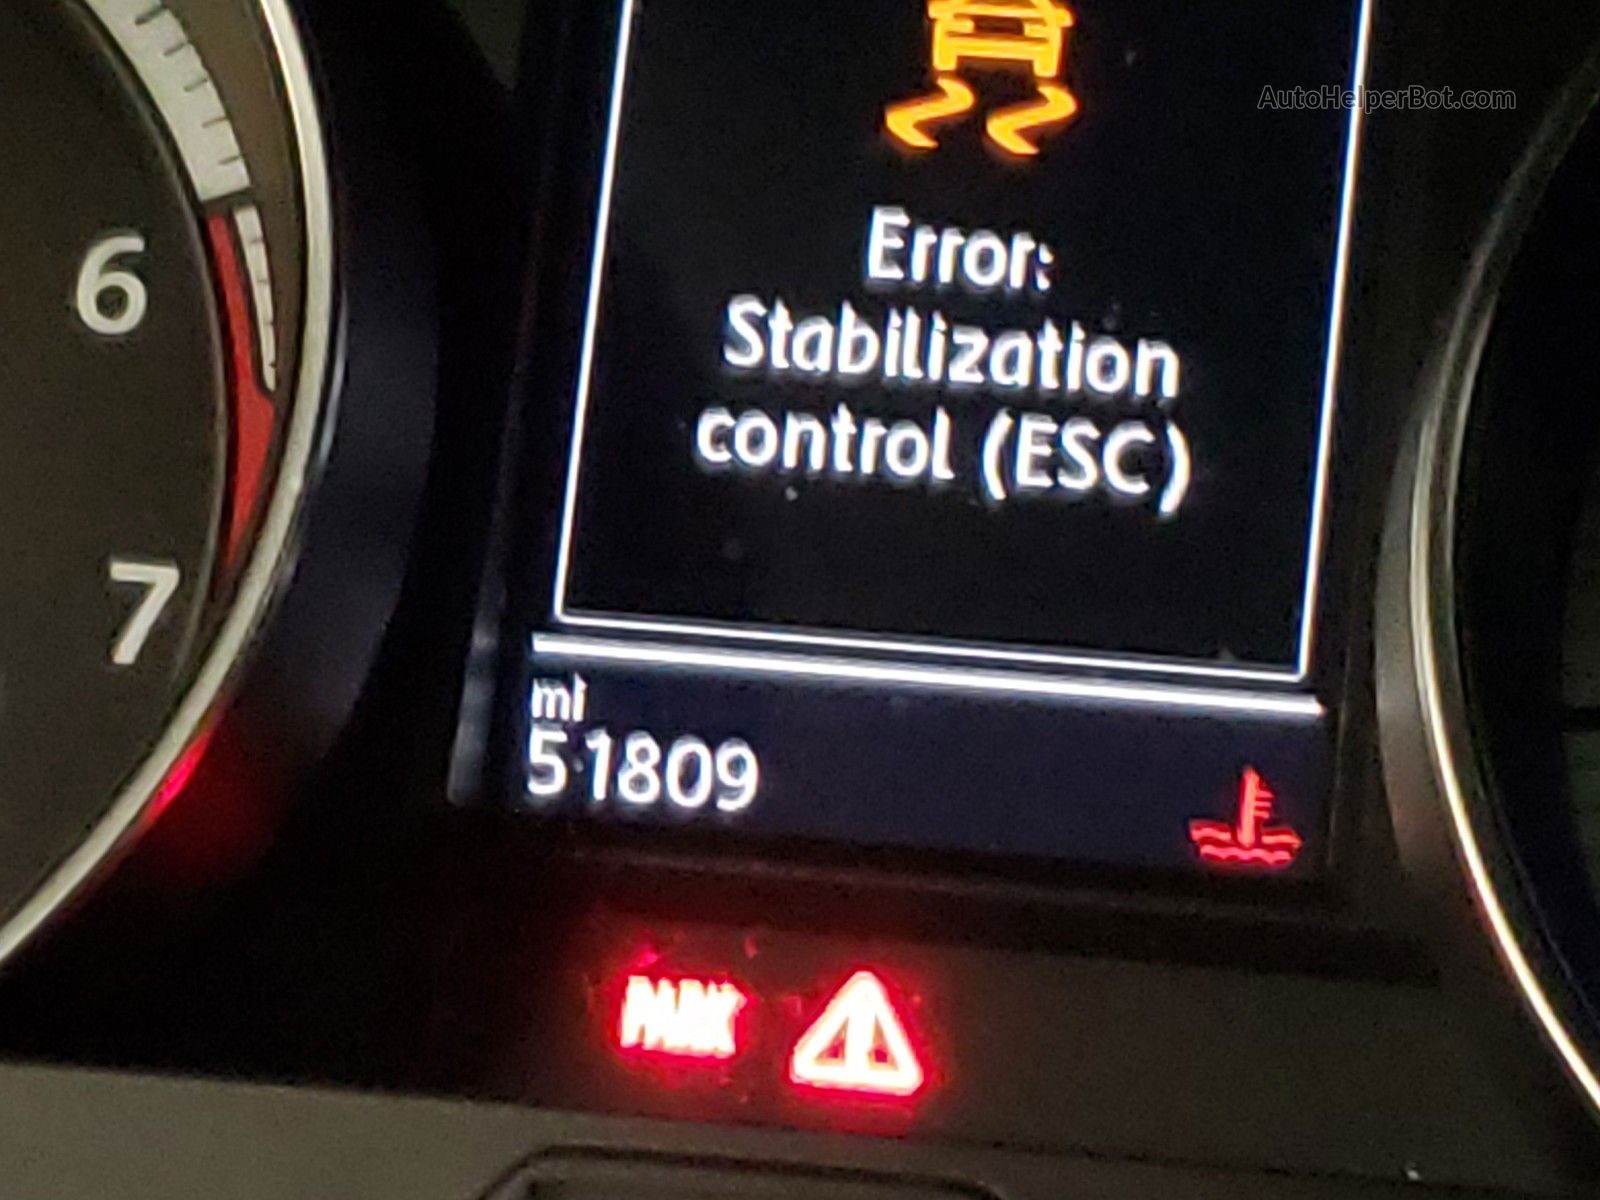 AutoHelperBot.com
6
7
Error:
Stabilization
control (ESC)
mi
51809
PARK